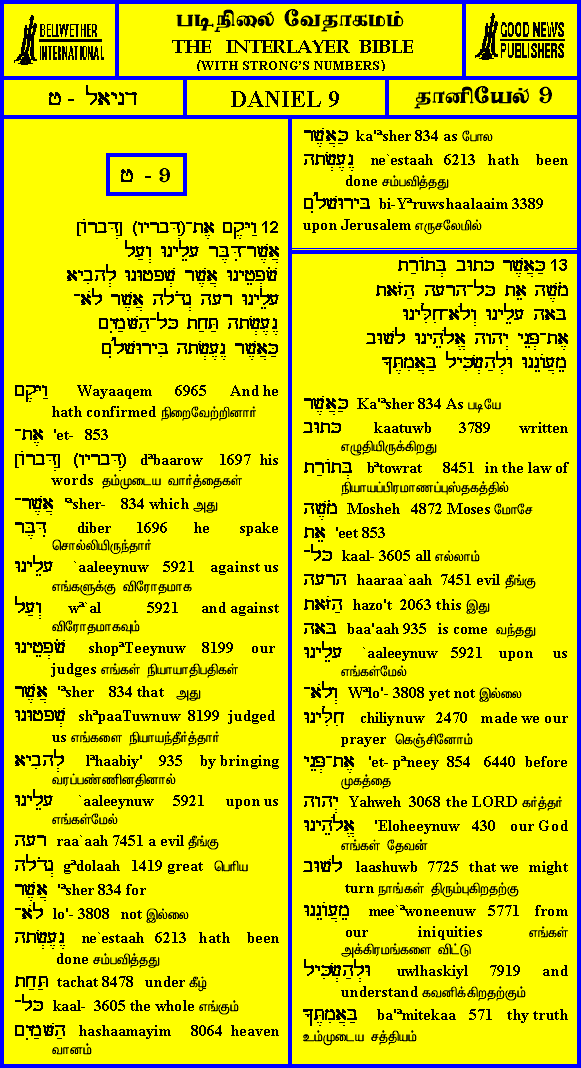 BELLWETHER
INTERNATIONAL
படிநிலை வேதாகமம்
THE INTERLAYER BIBLE
(WITH STRONG'S NUMBERS)
GOOD NEWS
PUBLISHERS
דניאל - ט
DANIEL 9
தானியேல் 9
ט - 9
12 וַיָּקֶם אֶת־(דְּבָרָיו) [דְּבָרוֹ]
אֲשֶׁר־דִּבֶּר עָלֵינוּ וְעַל
שֹׁפְטֵינוּ אֲשֶׁר שְׁפָטוּנוּ לְהָבִיא
עָלֵינוּ רָעָה גְדֹלָה אֲשֶׁר לֹא־
נֶעֶשְׂתָה תַּחַת כָּל־הַשָּׁמַיִם
כַּאֲשֶׁר נֶעֶשְׂתָה בִּירוּשָׁלִָם
וַיָּקֶם Wayaaqem 6965 And he
hath confirmed நிறைவேற்றினார்
אֶת־ 'et- 853
[דְּבָרוֹ] (דְּבָרָיו) dªbaarow 1697 his
words தம்முடைய வார்த்தைகள்
אֲשֶׁר־ 'ªsher- 834 which அது
דִּבֶּר diber 1696 he spake
சொல்லியிருந்தார்
עָלֵינוּ `aaleeynuw 5921 against us
எங்களுக்கு விரோதமாக
וְעַל wª`al 5921 and against
விரோதமாகவும்
שֹׁפְטֵינוּ shopªTeeynuw 8199 our
judges எங்கள் நியாயாதிபதிகள்
אֲשֶׁר 'ªsher 834 that அது
שְׁפָטוּנוּ shªpaaTuwnuw 8199 judged
us எங்களை நியாயந்தீர்த்தார்
לְהָבִיא lªhaabiy' 935 by bringing
வரப்பண்ணினதினால்
עָלֵינוּ `aaleeynuw 5921 upon us
எங்கள்மேல்
רָעָה raa`aah 7451 a evil தீங்கு
גְדֹלָה gªdolaah 1419 great பெரிய
אֲשֶׁר 'ªsher 834 for
לֹא־ lo'- 3808 not இல்லை
נֶעֶשְׂתָה ne`estaah 6213 hath been
done சம்பவித்தது
תַּחַת tachat 8478 under கீழ்
כָּל־ kaal- 3605 the whole எங்கும்
הַשָּׁמַיִם hashaamayim 8064 heaven
வானம்
כַּאֲשֶׁר ka'ªsher 834 as போல
נֶעֶשְׂתָה ne`estaah 6213 hath been
done சம்பவித்தது
בִּירוּשָׁלִָם bi-Yªruwshaalaaim 3389
upon Jerusalem எருசலேமில்
13 כַּאֲשֶׁר כָּתוּב בְּתוֹרַת
מֹשֶׁה אֵת כָּל־הָרָעָה הַזֹּאת
בָּאָה עָלֵינוּ וְלֹא־חִלִּינוּ
אֶת־פְּנֵי יְהוָה אֱלֹהֵינוּ לָשׁוּב
מֵעֲוֹנֵנוּ וּלְהַשְׂכִּיל בַּאֲמִתֶּךָ
כַּאֲשֶׁר Ka'ªsher 834 As படியே
כָּתוּב kaatuwb 3789 written
எழுதியிருக்கிறது
בְּתוֹרַת bªtowrat 8451 in the law of
நியாயப்பிரமாணப்புஸ்தகத்தில்
מֹשֶׁה Mosheh 4872 Moses மோசே
אֵת 'eet 853
כָּל־ kaal- 3605 all எல்லாம்
הָרָעָה haaraa`aah 7451 evil தீங்கு
הַזֹּאת hazo't 2063 this இது
בָּאָה baa'aah 935 is come வந்தது
עָלֵינוּ `aaleeynuw 5921 upon us
எங்கள்மேல்
וְלֹא־ Wªlo'- 3808 yet not இல்லை
חִלִּינוּ chiliynuw 2470 made we our
prayer கெஞ்சினோம்
אֶת־פְּנֵי 'et- pªneey 854 6440 before
முகத்தை
יְהוָה Yahweh 3068 the LORD கர்த்தர்
אֱלֹהֵינוּ 'Eloheeynuw 430 our God
எங்கள் தேவன்
לָשׁוּב laashuwb 7725 that we might
turn நாங்கள் திரும்புகிறதற்கு
מֵעֲוֹנֵנוּ mee`ªwoneenuw 5771 from
our iniquities எங்கள்
அக்கிரமங்களை விட்டு
וּלְהַשְׂכִּיל uwlhaskiyl 7919 and
understand கவனிக்கிறதற்கும்
בַּאֲמִתֶּךָ ba'ªmitekaa 571 thy truth
உம்முடைய சத்தியம்